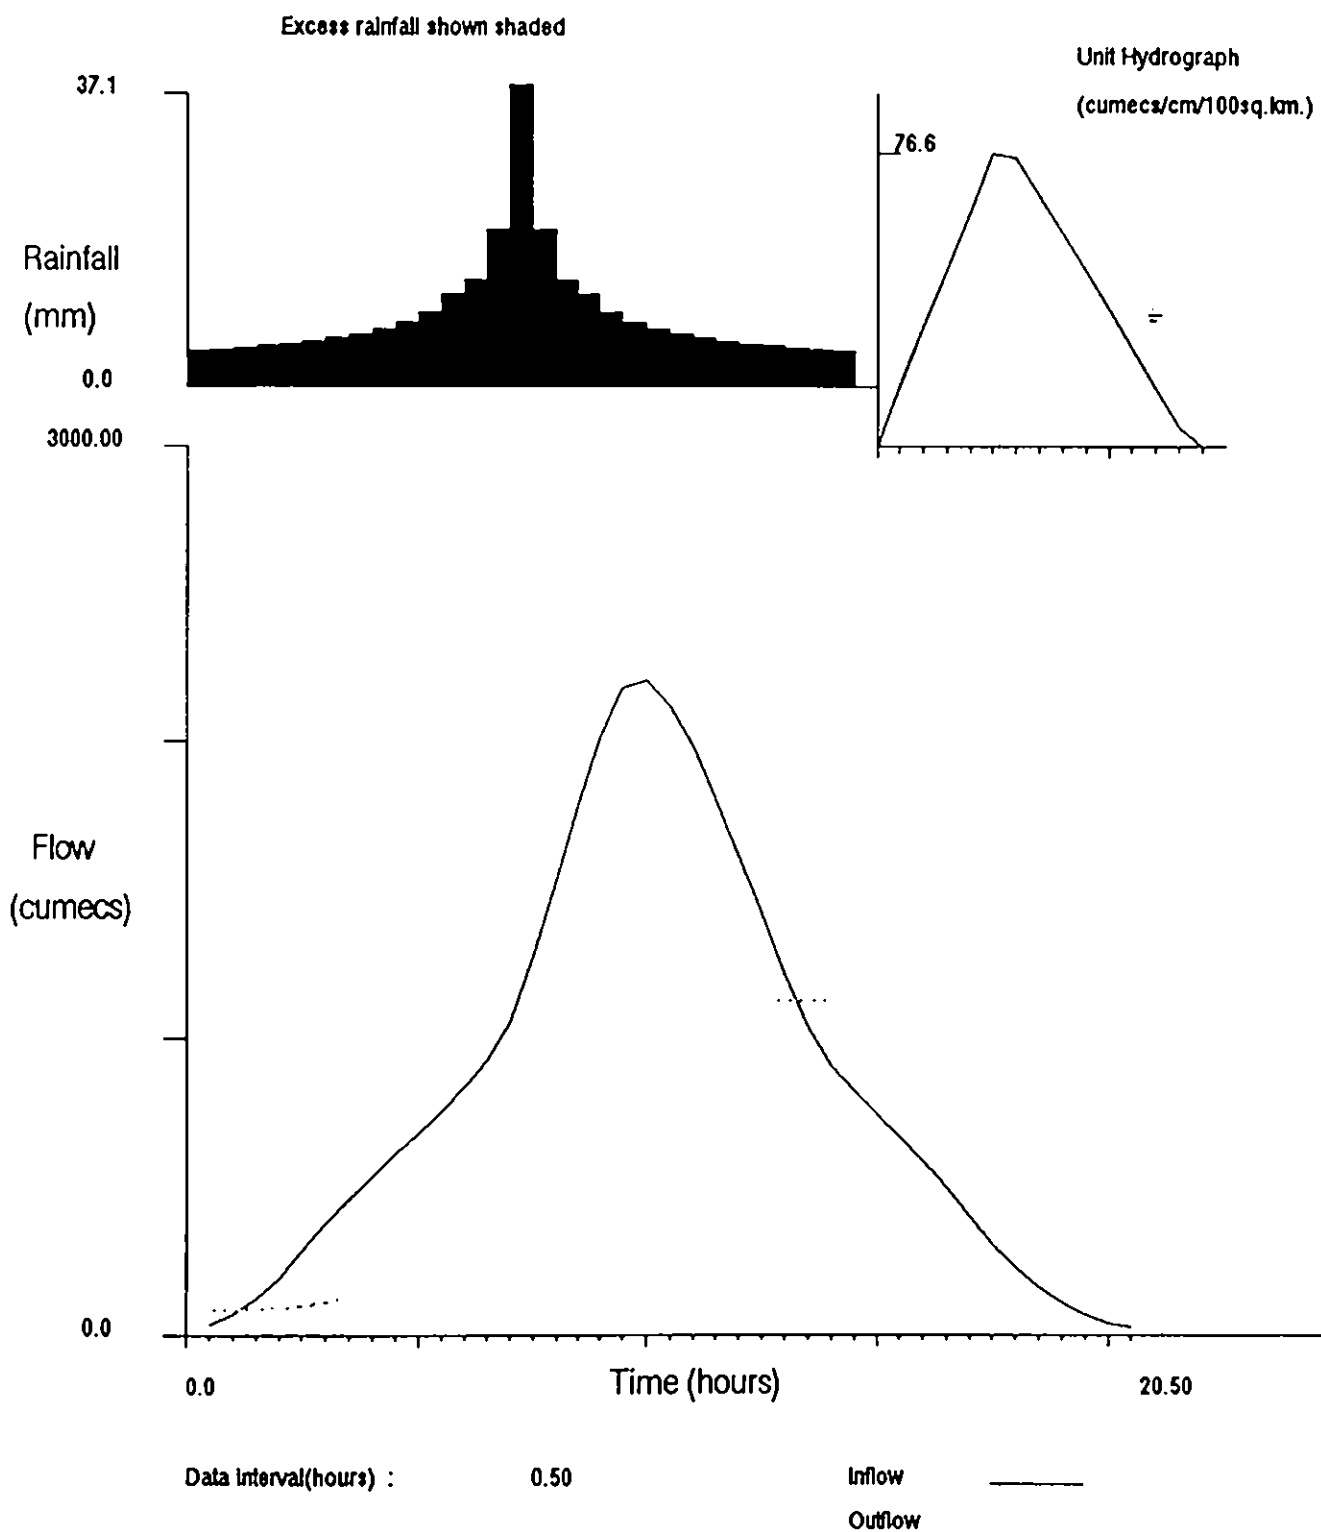 Excess rainfall shown shaded
Unit Hydrograph
(cumecs/cm/100sq.km.)
37.1
76.6
Rainfall
(mm)
0.0
3000.00
Flow
(cumecs)
0.0
0.0
Time (hours)
20.50
Data interval(hours) : 0.50
Inflow
Outflow